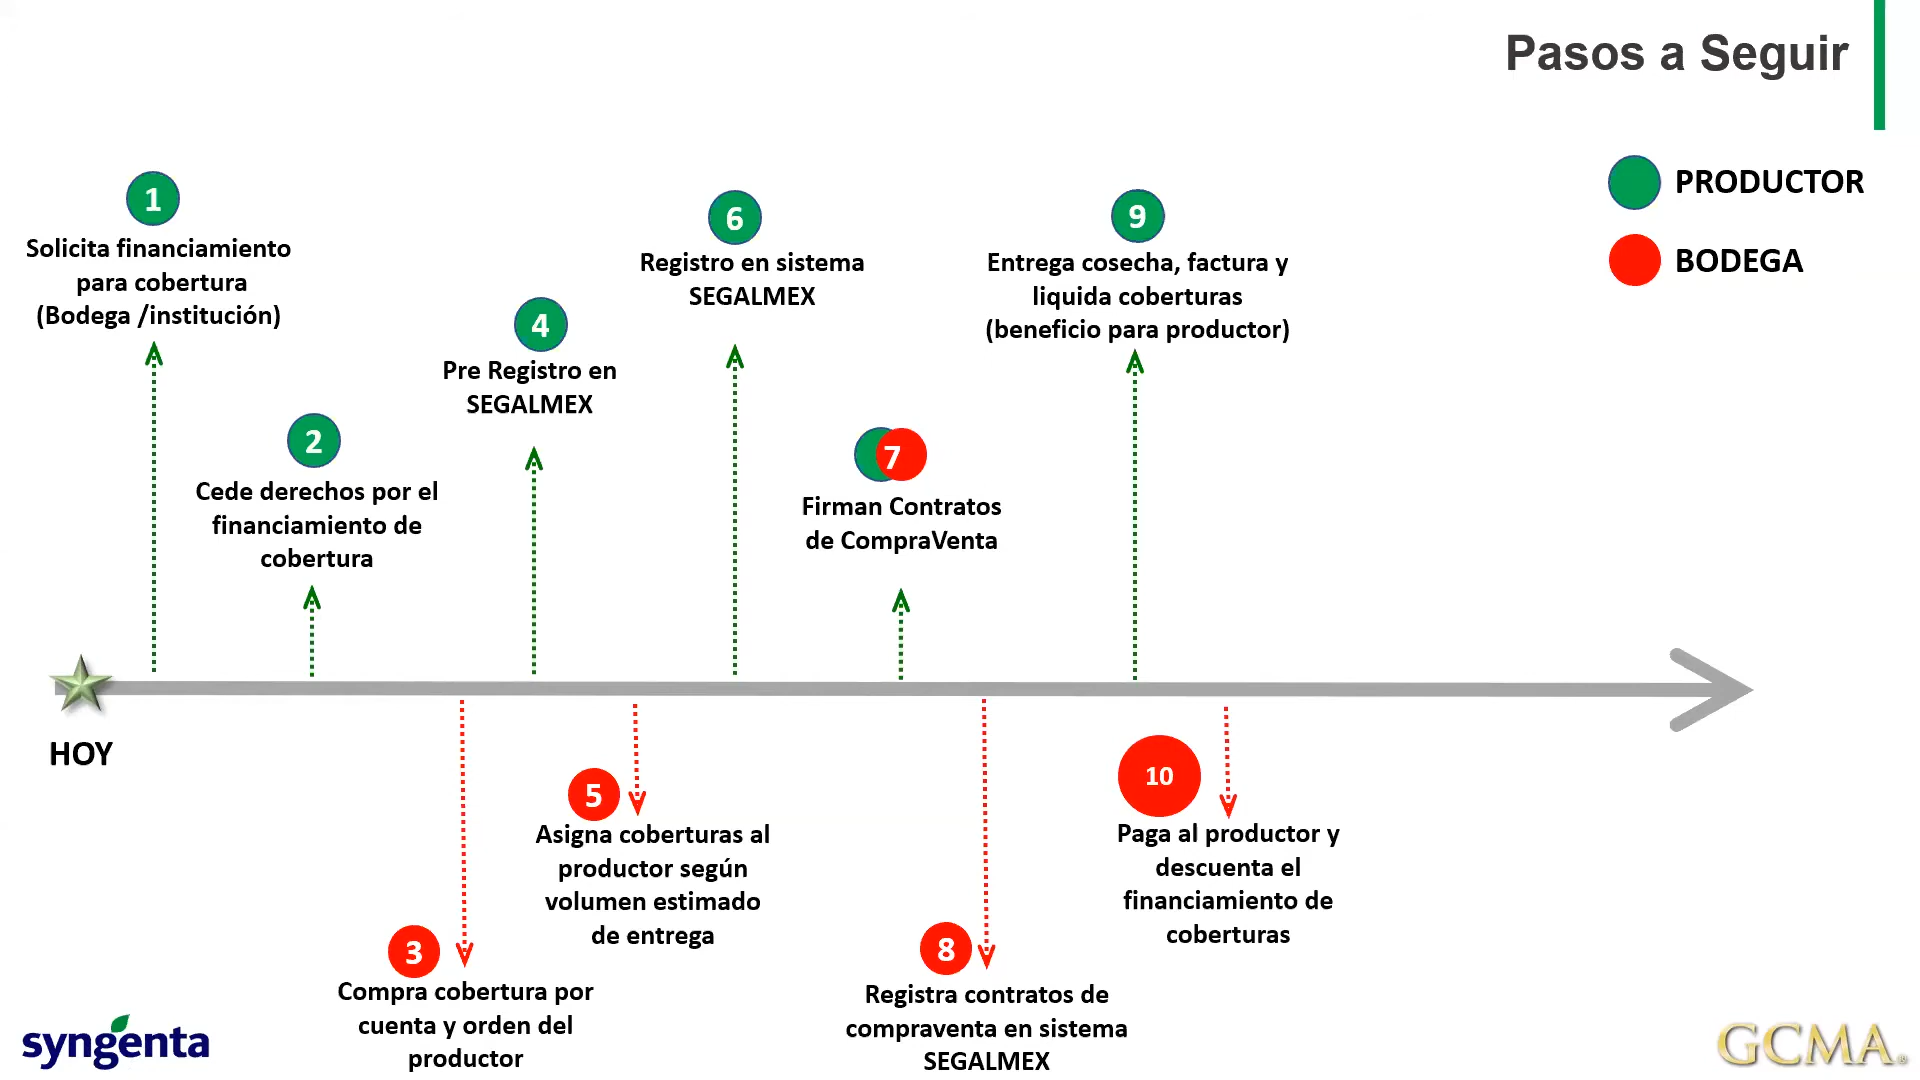 Pasos a Seguir
PRODUCTOR
BODEGA
1
Solicita financiamiento
para cobertura
(Bodega /institución)
2
Cede derechos por el
financiamiento de
cobertura
4
Pre Registro en
SEGALMEX
6
Registro en sistema
SEGALMEX
7
Firman Contratos
de CompraVenta
9
Entrega cosecha, factura y
liquida coberturas
(beneficio para productor)
HOY
3
Compra cobertura por
cuenta y orden del
productor
5
Asigna coberturas al
productor según
volumen estimado
de entrega
8
Registra contratos de
compraventa en sistema
SEGALMEX
10
Paga al productor y
descuenta el
financiamiento de
coberturas
syngenta
GCMA®